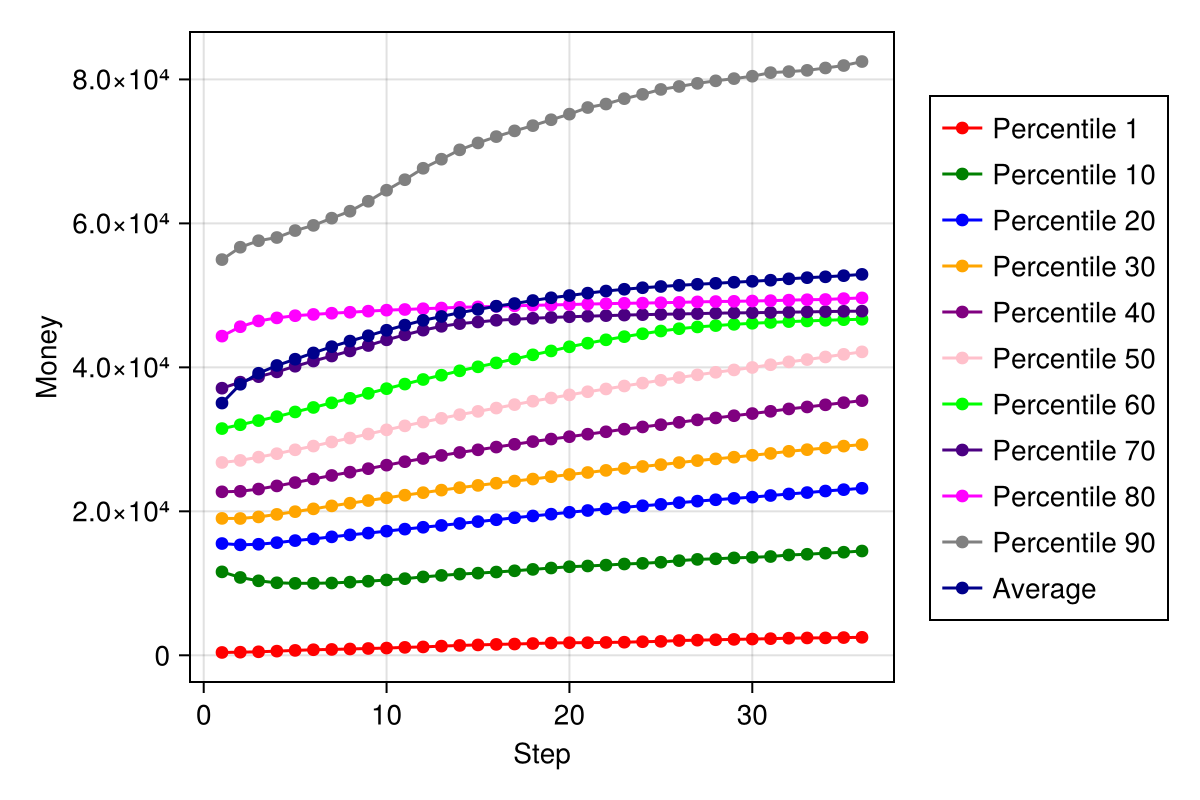 8.0×10⁴
6.0×10⁴
4.0×10⁴
2.0×10⁴
0
Money
0 10 20 30
Step
Percentile 1
Percentile 10
Percentile 20
Percentile 30
Percentile 40
Percentile 50
Percentile 60
Percentile 70
Percentile 80
Percentile 90
Average